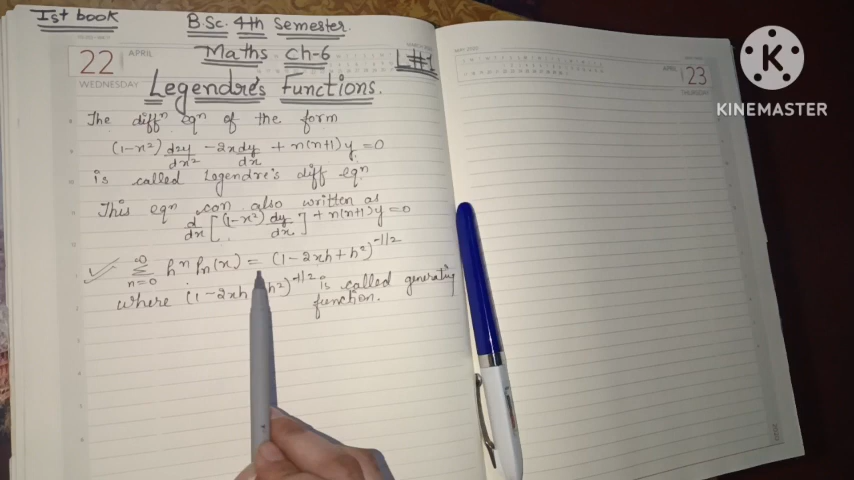 Ist book
B.Sc. 4th Semester.
Maths Ch-6
L#1
22 APRIL
WEDNESDAY
Legendre's Functions.
The diffⁿ eqn of the form
(1-x²) d²y/dx² - 2x dy/dx + n(n+1)y = 0
is called Legendre's diff eqⁿ
This eqn can also written as
d/dx [(1-x²) dy/dx] + n(n+1)y = 0
✓ ∞ Σ n=0 hⁿ Pn(x) = (1-2xh+h²)^-1/2
where (1-2xh h²)^-1/2 is called generating
function.
APRIL 23
THURSDAY
K
KINEMASTER